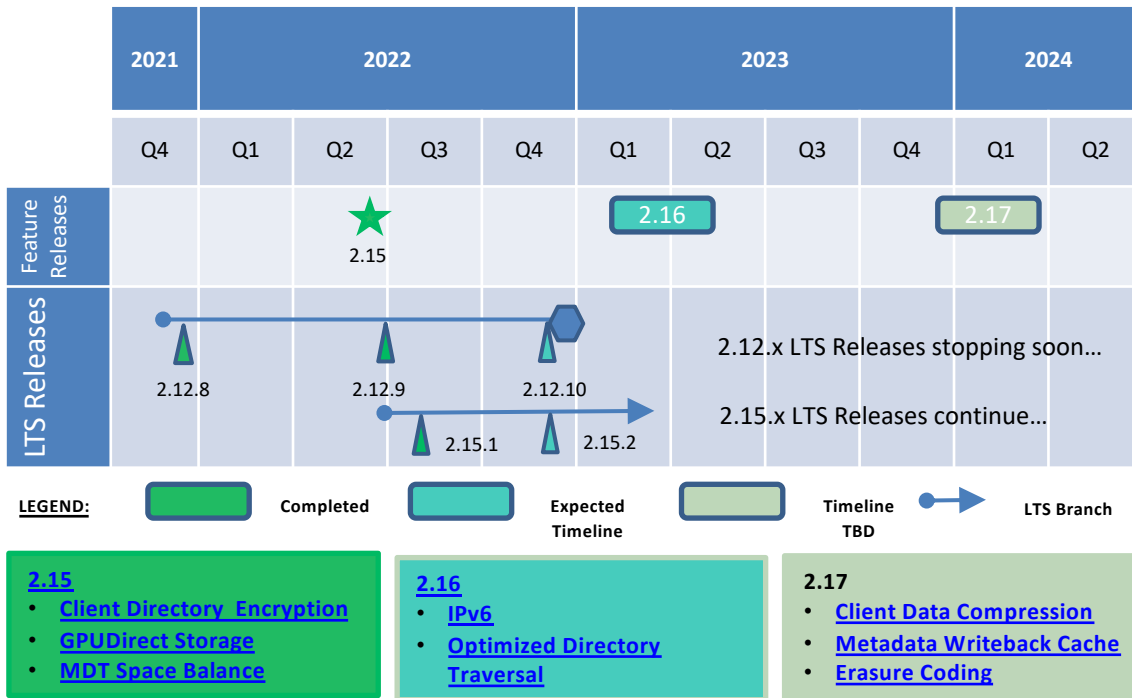 2021 2022 2023 2024
Q4 Q1 Q2 Q3 Q4 Q1 Q2 Q3 Q4 Q1 Q2
Feature
Releases
2.16 2.17
2.15
LTS Releases
2.12.x LTS Releases stopping soon…
2.12.8 2.12.9 2.12.10
2.15.x LTS Releases continue…
2.15.1 2.15.2
LEGEND: Completed Expected Timeline TBD LTS Branch
Timeline
2.15
• Client Directory Encryption
• GPUDirect Storage
• MDT Space Balance
2.16
• IPv6
• Optimized Directory
Traversal
2.17
• Client Data Compression
• Metadata Writeback Cache
• Erasure Coding